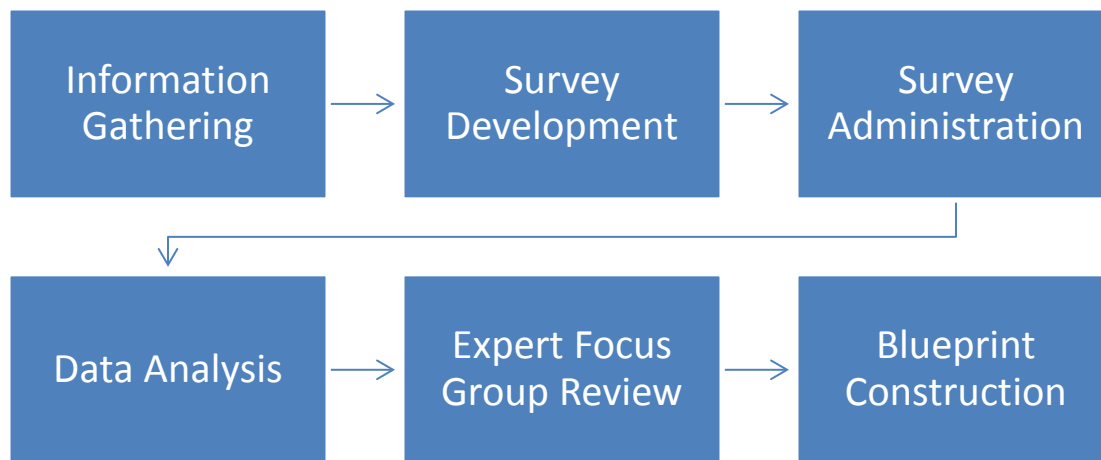 Information
Gathering
Survey
Development
Survey
Administration
Data Analysis
Expert Focus
Group Review
Blueprint
Construction